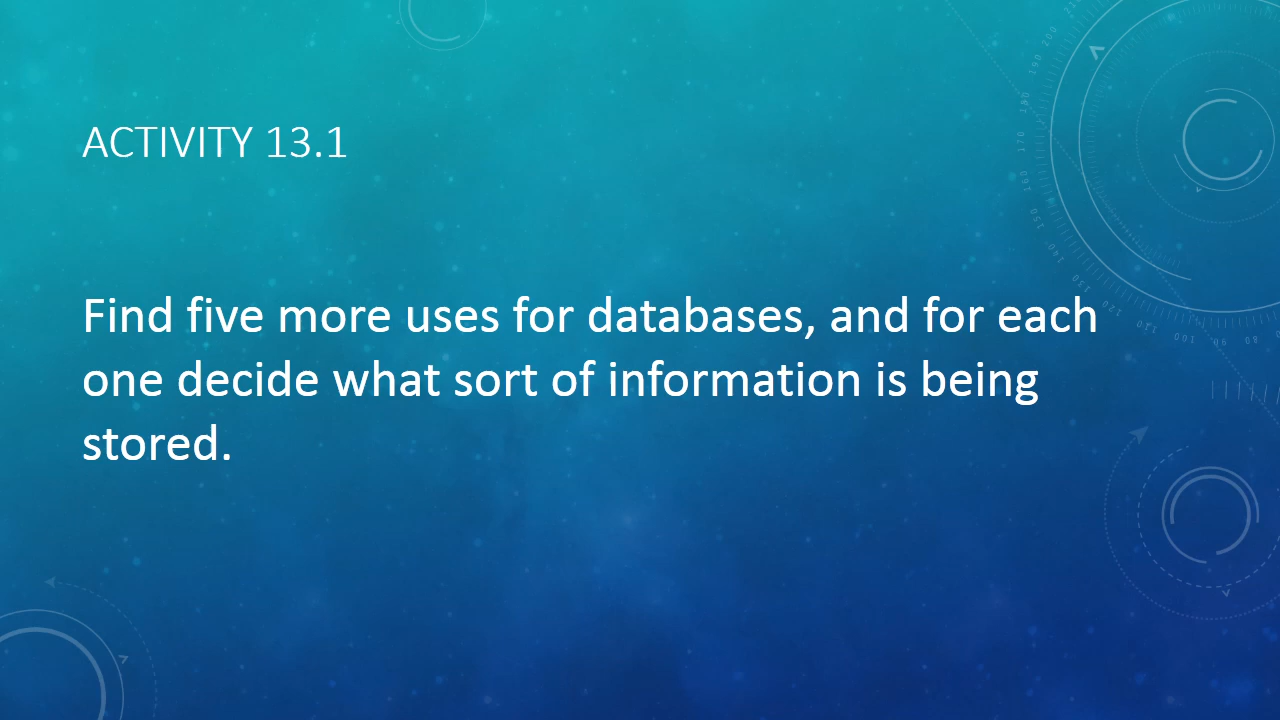 ACTIVITY 13.1
Find five more uses for databases, and for each
one decide what sort of information is being
stored.